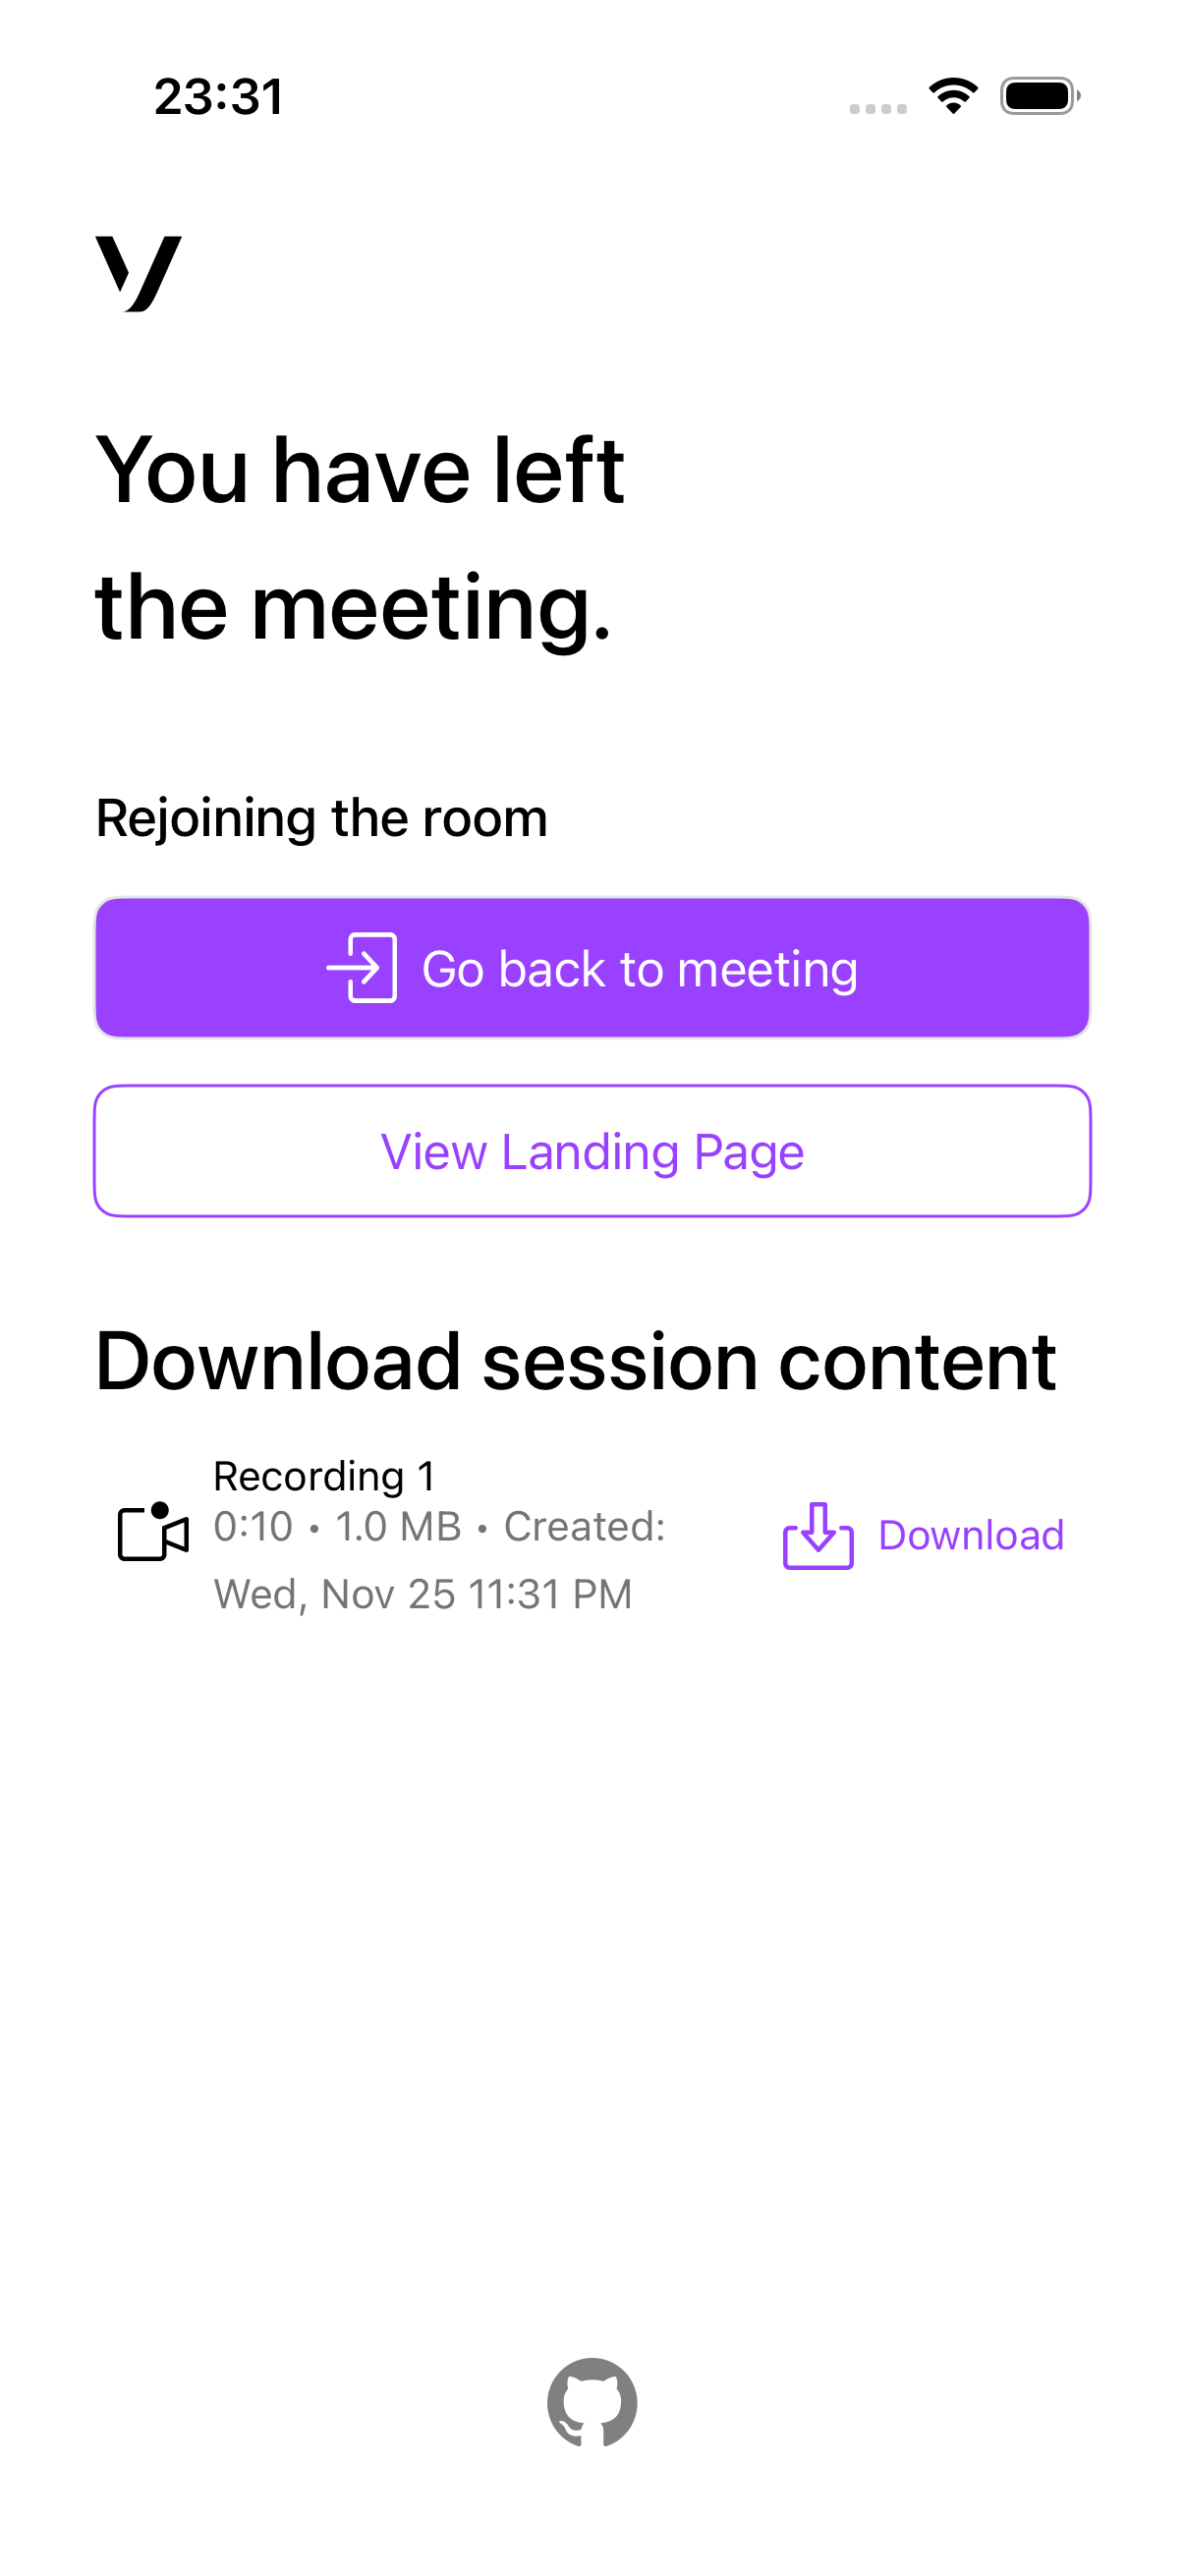 23:31
You have left
the meeting.
Rejoining the room
Go back to meeting
View Landing Page
Download session content
Recording 1
0:10 • 1.0 MB • Created:
Wed, Nov 25 11:31 PM
Download